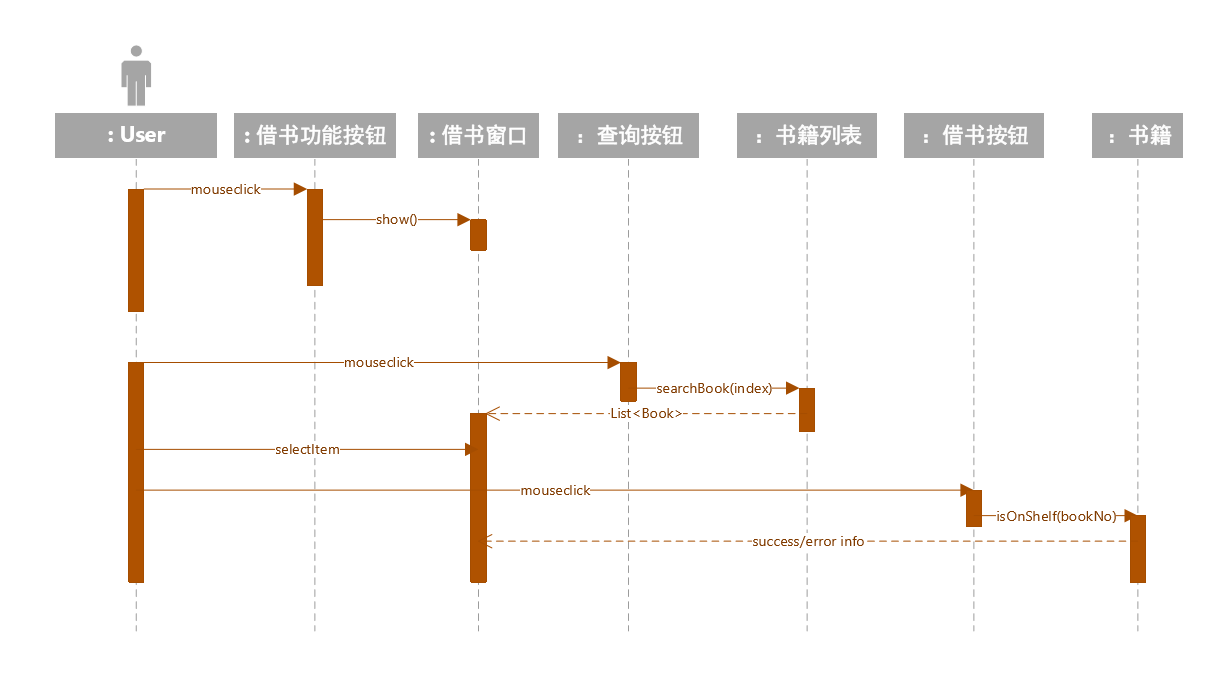 : User
: 借书功能按钮
: 借书窗口
： 查询按钮
： 书籍列表
： 借书按钮
： 书籍
mouseclick
show()
mouseclick
searchBook(index)
List<Book>
selectItem
mouseclick
isOnShelf(bookNo)
success/error info